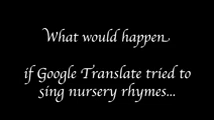 What would happen
if Google Translate tried to
sing nursery rhymes...